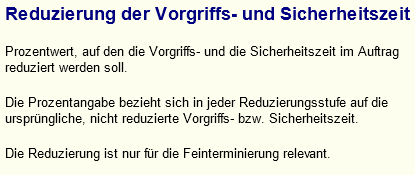 Reduzierung der Vorgriffs- und Sicherheitszeit
Prozentwert, auf den die Vorgriffs- und die Sicherheitszeit im Auftrag
reduziert werden soll.
Die Prozentangabe bezieht sich in jeder Reduzierungsstufe auf die
ursprüngliche, nicht reduzierte Vorgriffs- bzw. Sicherheitszeit.
Die Reduzierung ist nur für die Feinterminierung relevant.